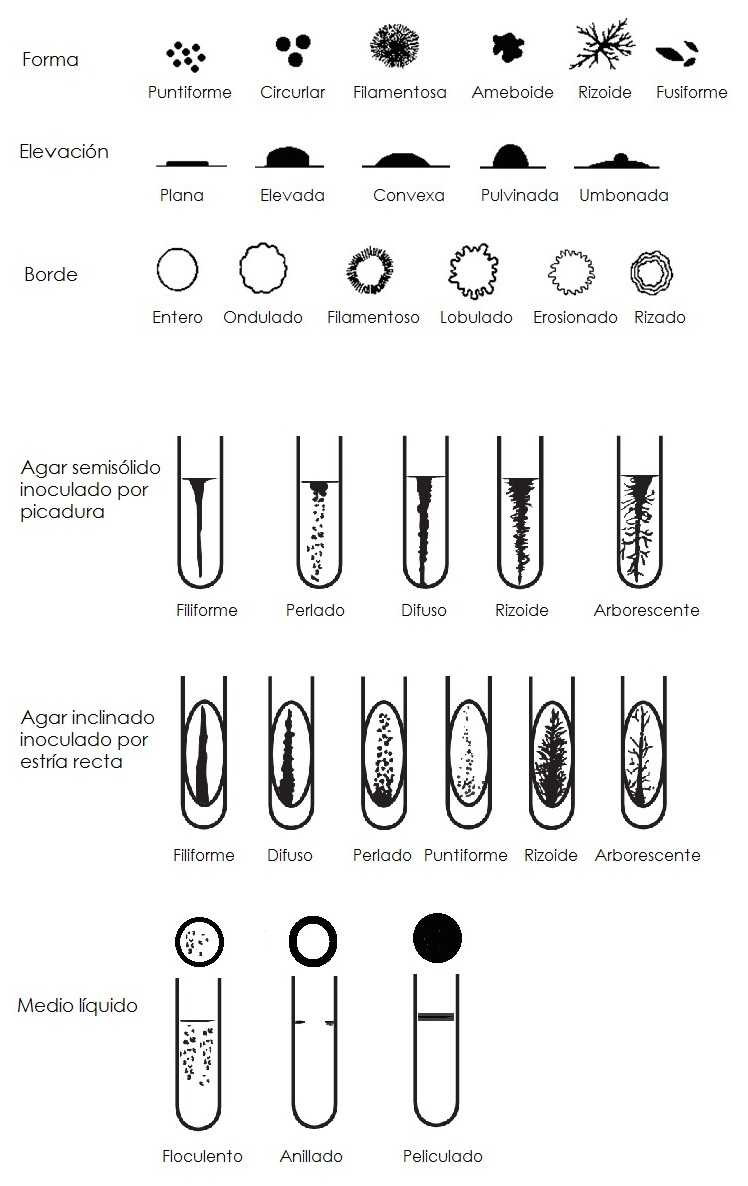 Forma
Puntiforme Circurlar Filamentosa Ameboide Rizoide Fusiforme
Elevación
Plana Elevada Convexa Pulvinada Umbonada
Borde
Entero Ondulado Filamentoso Lobulado Erosionado Rizado
Agar semisólido
inoculado por
picadura
Filiforme Perlado Difuso Rizoide Arborescente
Agar inclinado
inoculado por
estría recta
Filiforme Difuso Perlado Puntiforme Rizoide Arborescente
Medio líquido
Floculento Anillado Peliculado